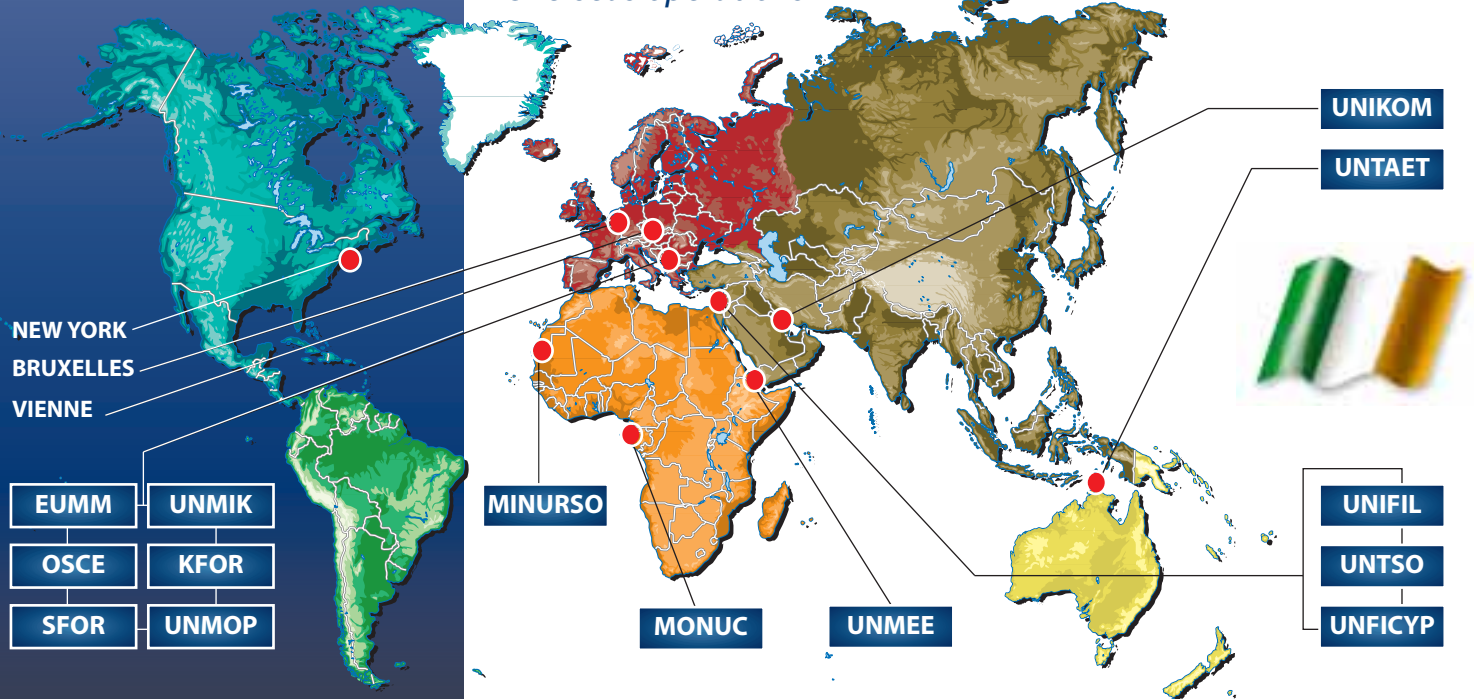 UNIKOM
UNTAET
NEW YORK
BRUXELLES
VIENNE
EUMM
UNMIK
OSCE
KFOR
SFOR
UNMOP
MINURSO
MONUC
UNMEE
UNIFIL
UNTSO
UNFICYP